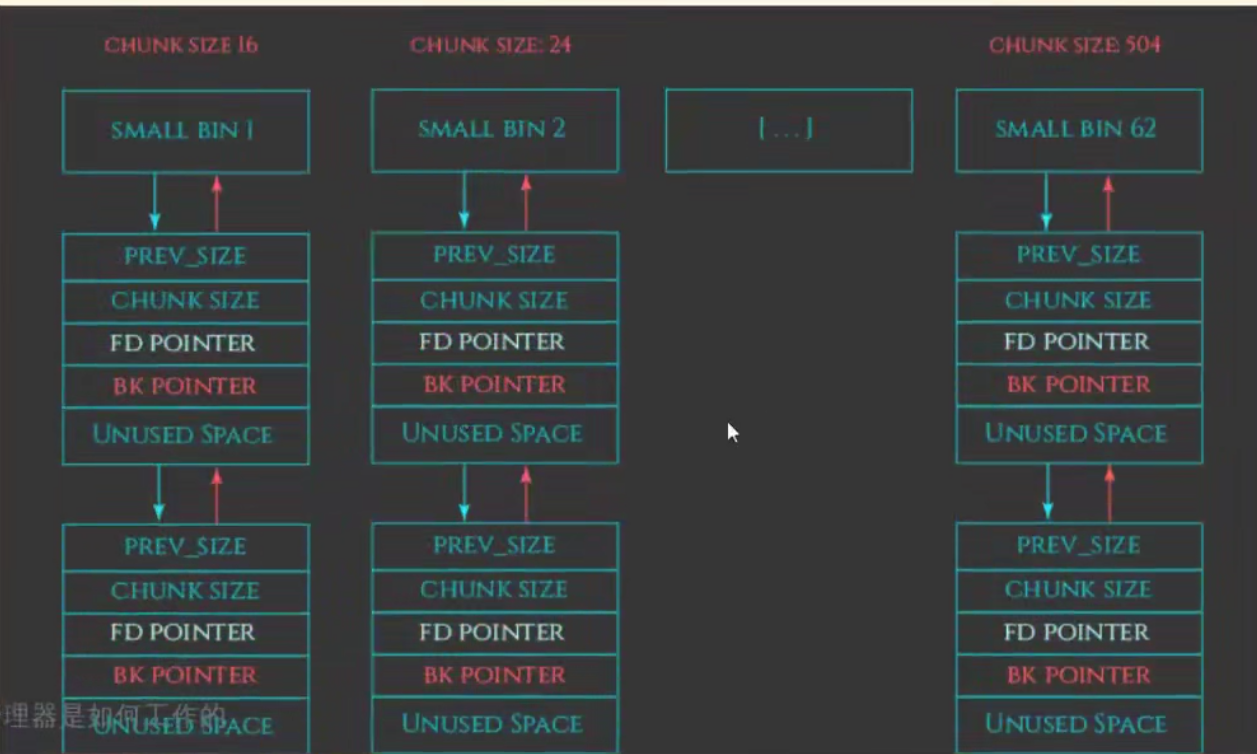 CHUNK SIZE 16
CHUNK SIZE: 24
CHUNK SIZE: 504
SMALL BIN 1
SMALL BIN 2
[...]
SMALL BIN 62
PREV_SIZE
PREV_SIZE
PREV_SIZE
CHUNK SIZE
CHUNK SIZE
CHUNK SIZE
FD POINTER
FD POINTER
FD POINTER
BK POINTER
BK POINTER
BK POINTER
UNUSED SPACE
UNUSED SPACE
UNUSED SPACE
PREV_SIZE
PREV_SIZE
PREV_SIZE
CHUNK SIZE
CHUNK SIZE
CHUNK SIZE
FD POINTER
FD POINTER
FD POINTER
BK POINTER
BK POINTER
BK POINTER
理器是如何工作的
UNUSED SPACE
UNUSED SPACE
UNUSED SPACE